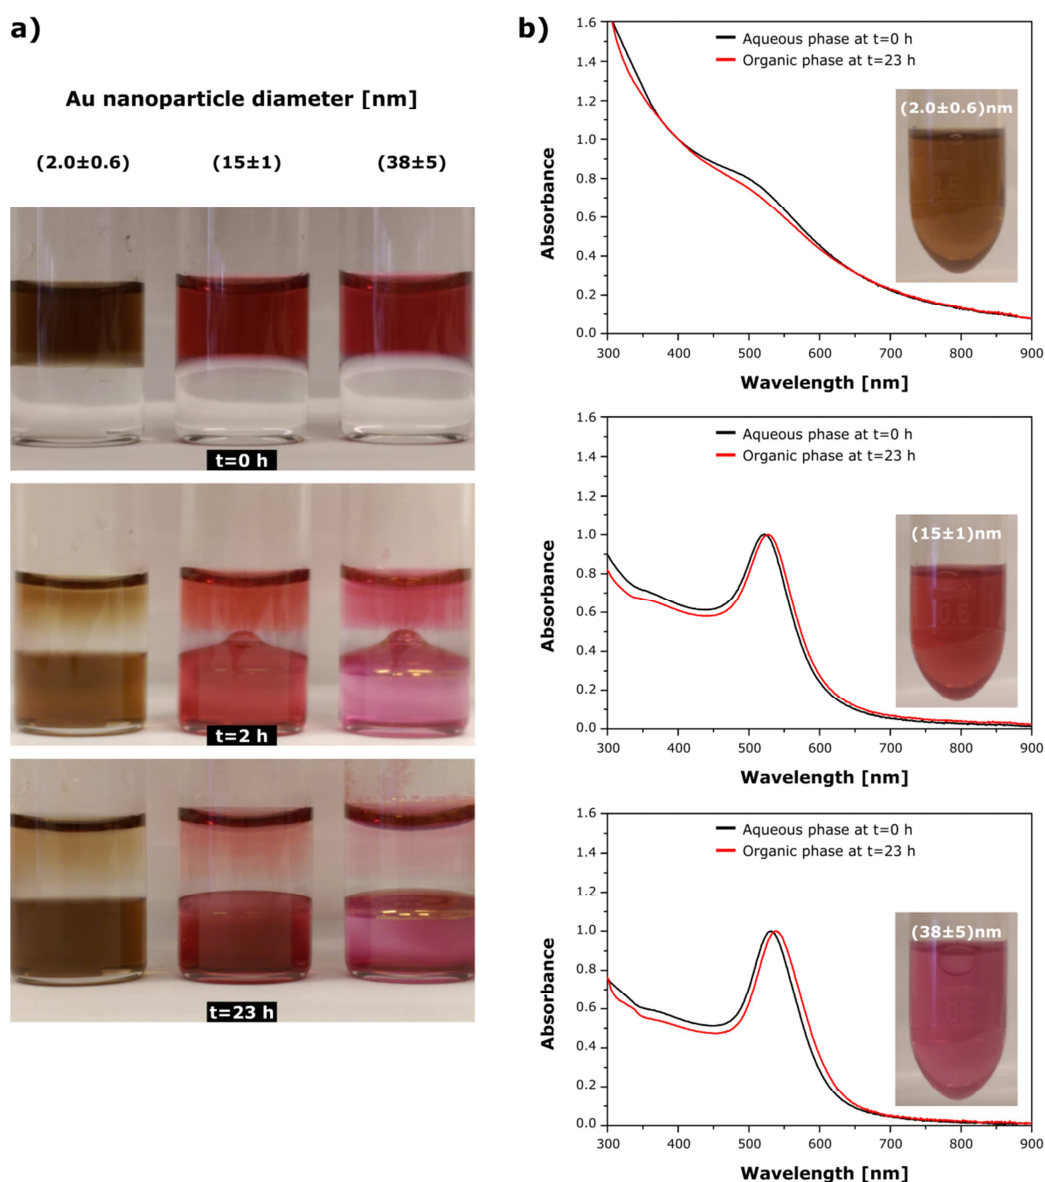 a)
Au nanoparticle diameter [nm]
(2.0±0.6)
(15±1)
(38±5)
t=0 h
t=2 h
t=23 h
b)
1.6
1.4
1.2
1.0
0.8
0.6
0.4
0.2
0.0
Absorbance
Aqueous phase at t=0 h
Organic phase at t=23 h
(2.0±0.6)nm
300 400 500 600 700 800 900
Wavelength [nm]
1.6
1.4
1.2
1.0
0.8
0.6
0.4
0.2
0.0
Absorbance
Aqueous phase at t=0 h
Organic phase at t=23 h
(15±1)nm
0.5
300 400 500 600 700 800 900
Wavelength [nm]
1.6
1.4
1.2
1.0
0.8
0.6
0.4
0.2
0.0
Absorbance
Aqueous phase at t=0 h
Organic phase at t=23 h
(38±5)nm
300 400 500 600 700 800 900
Wavelength [nm]